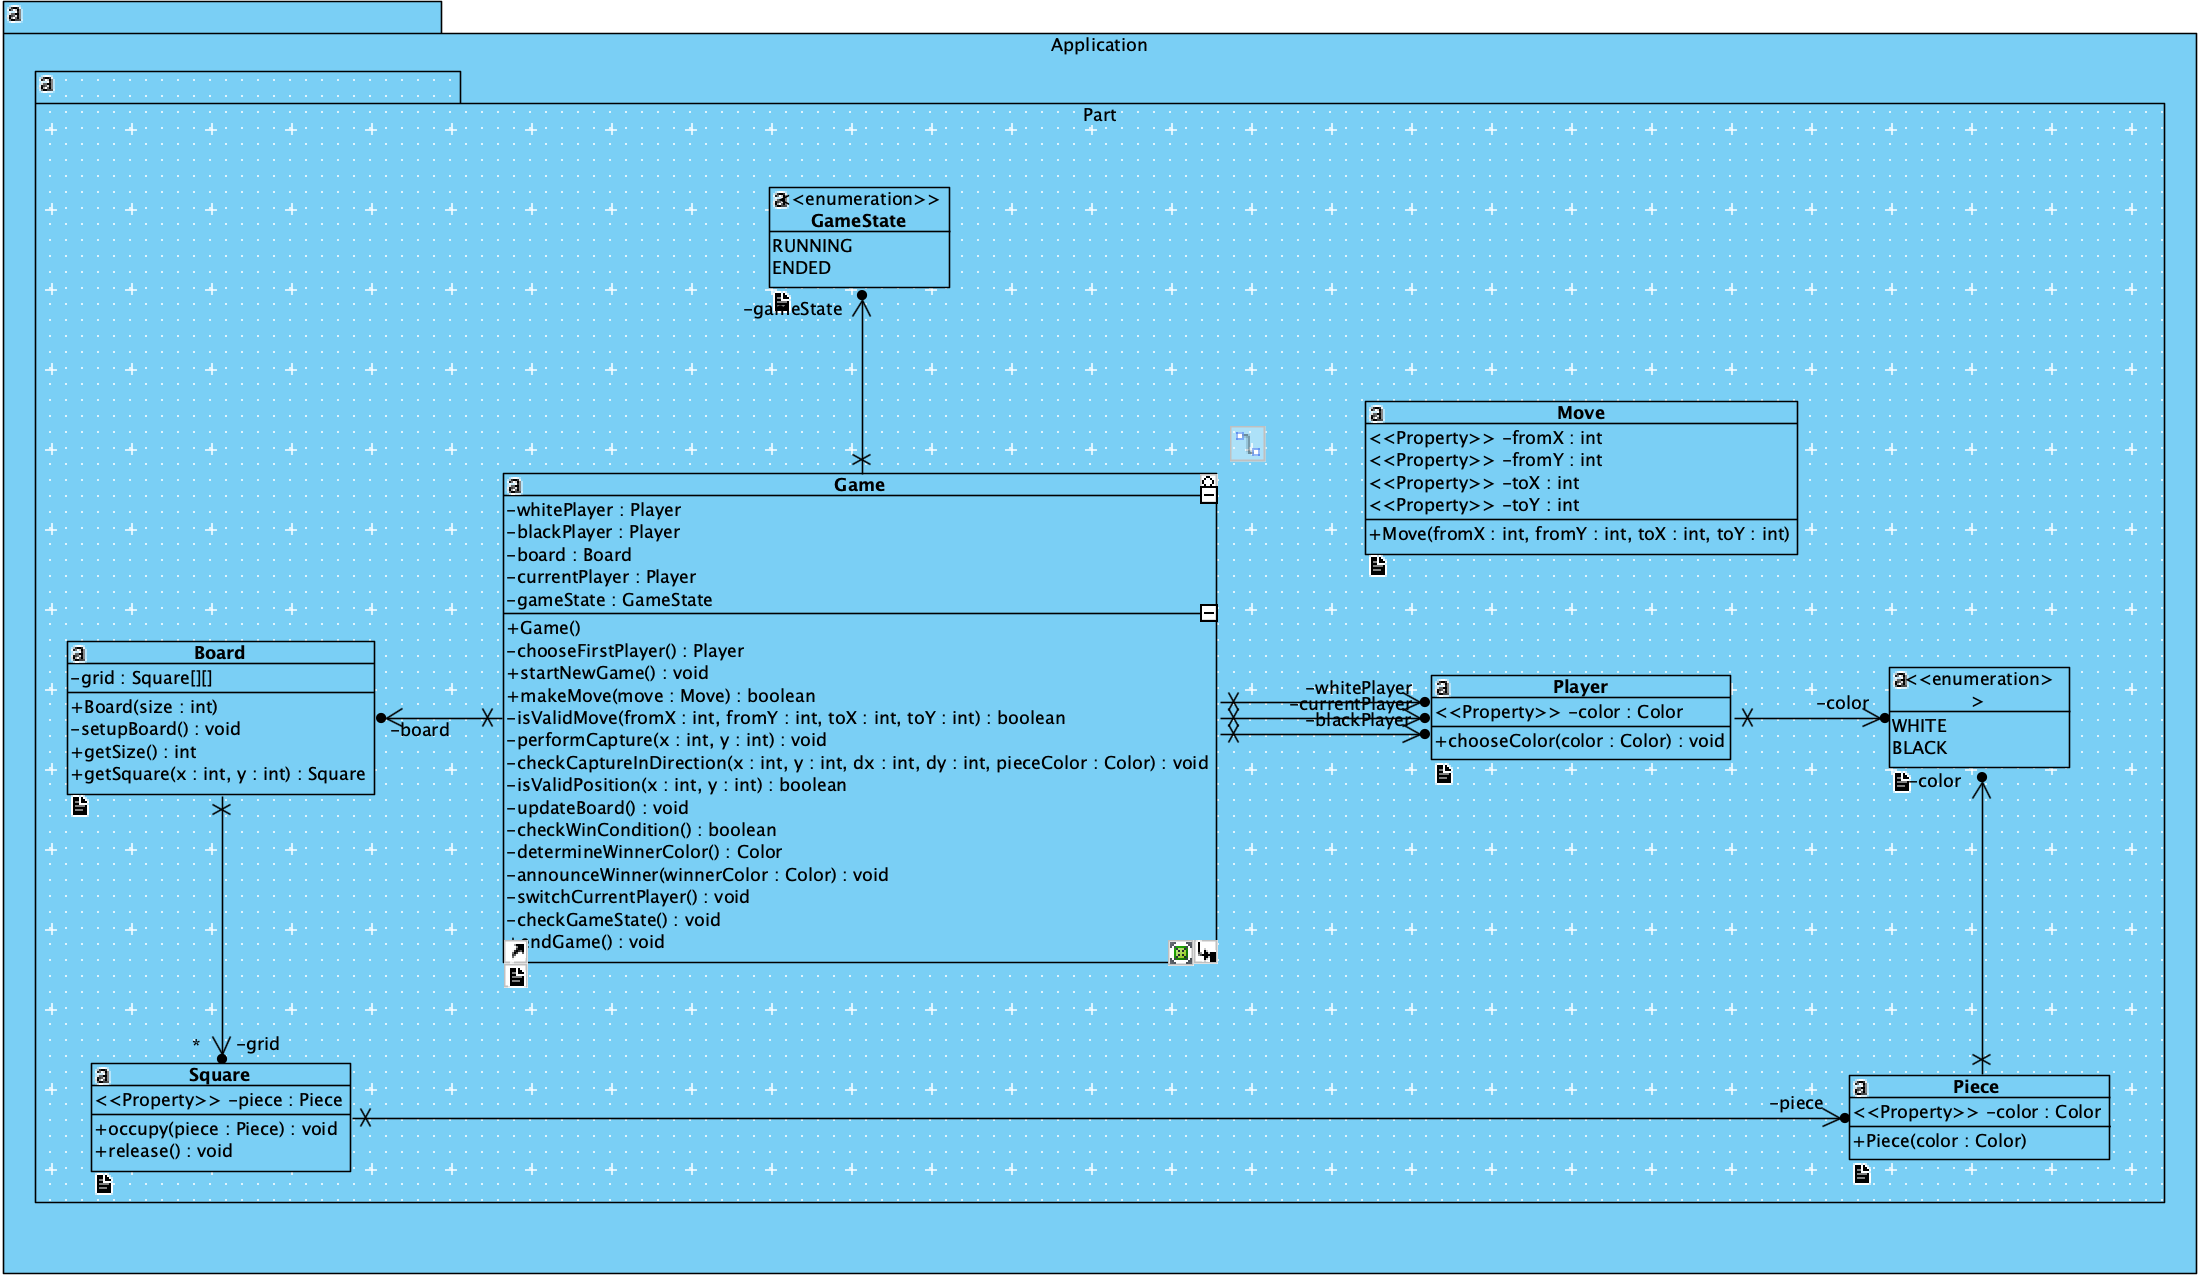 Application
Part
<<enumeration>>
GameState
RUNNING
ENDED
-gameState
Move
<<Property>> -fromX : int
<<Property>> -fromY : int
<<Property>> -toX : int
<<Property>> -toY : int
+Move(fromX : int, fromY : int, toX : int, toY : int)
Game
-whitePlayer : Player
-blackPlayer : Player
-board : Board
-currentPlayer : Player
-gameState : GameState
+Game()
-chooseFirstPlayer() : Player
+startNewGame() : void
+makeMove(move : Move) : boolean
-isValidMove(fromX : int, fromY : int, toX : int, toY : int) : boolean
-performCapture(x : int, y : int) : void
-checkCaptureInDirection(x : int, y : int, dx : int, dy : int, pieceColor : Color) : void
-isValidPosition(x : int, y : int) : boolean
-updateBoard() : void
-checkWinCondition() : boolean
-determineWinnerColor() : Color
-announceWinner(winnerColor : Color) : void
-switchCurrentPlayer() : void
-checkGameState() : void
endGame() : void
Board
-grid : Square[][]
+Board(size : int)
-setupBoard() : void
+getSize() : int
+getSquare(x : int, y : int) : Square
-board
-whitePlayer
-currentPlayer
-blackPlayer
Player
<<Property>> -color : Color
+chooseColor(color : Color) : void
-color
<<enumeration>
>
WHITE
BLACK
-color
* -grid
Square
<<Property>> -piece : Piece
+occupy(piece : Piece) : void
+release() : void
-piece
Piece
<<Property>> -color : Color
+Piece(color : Color)